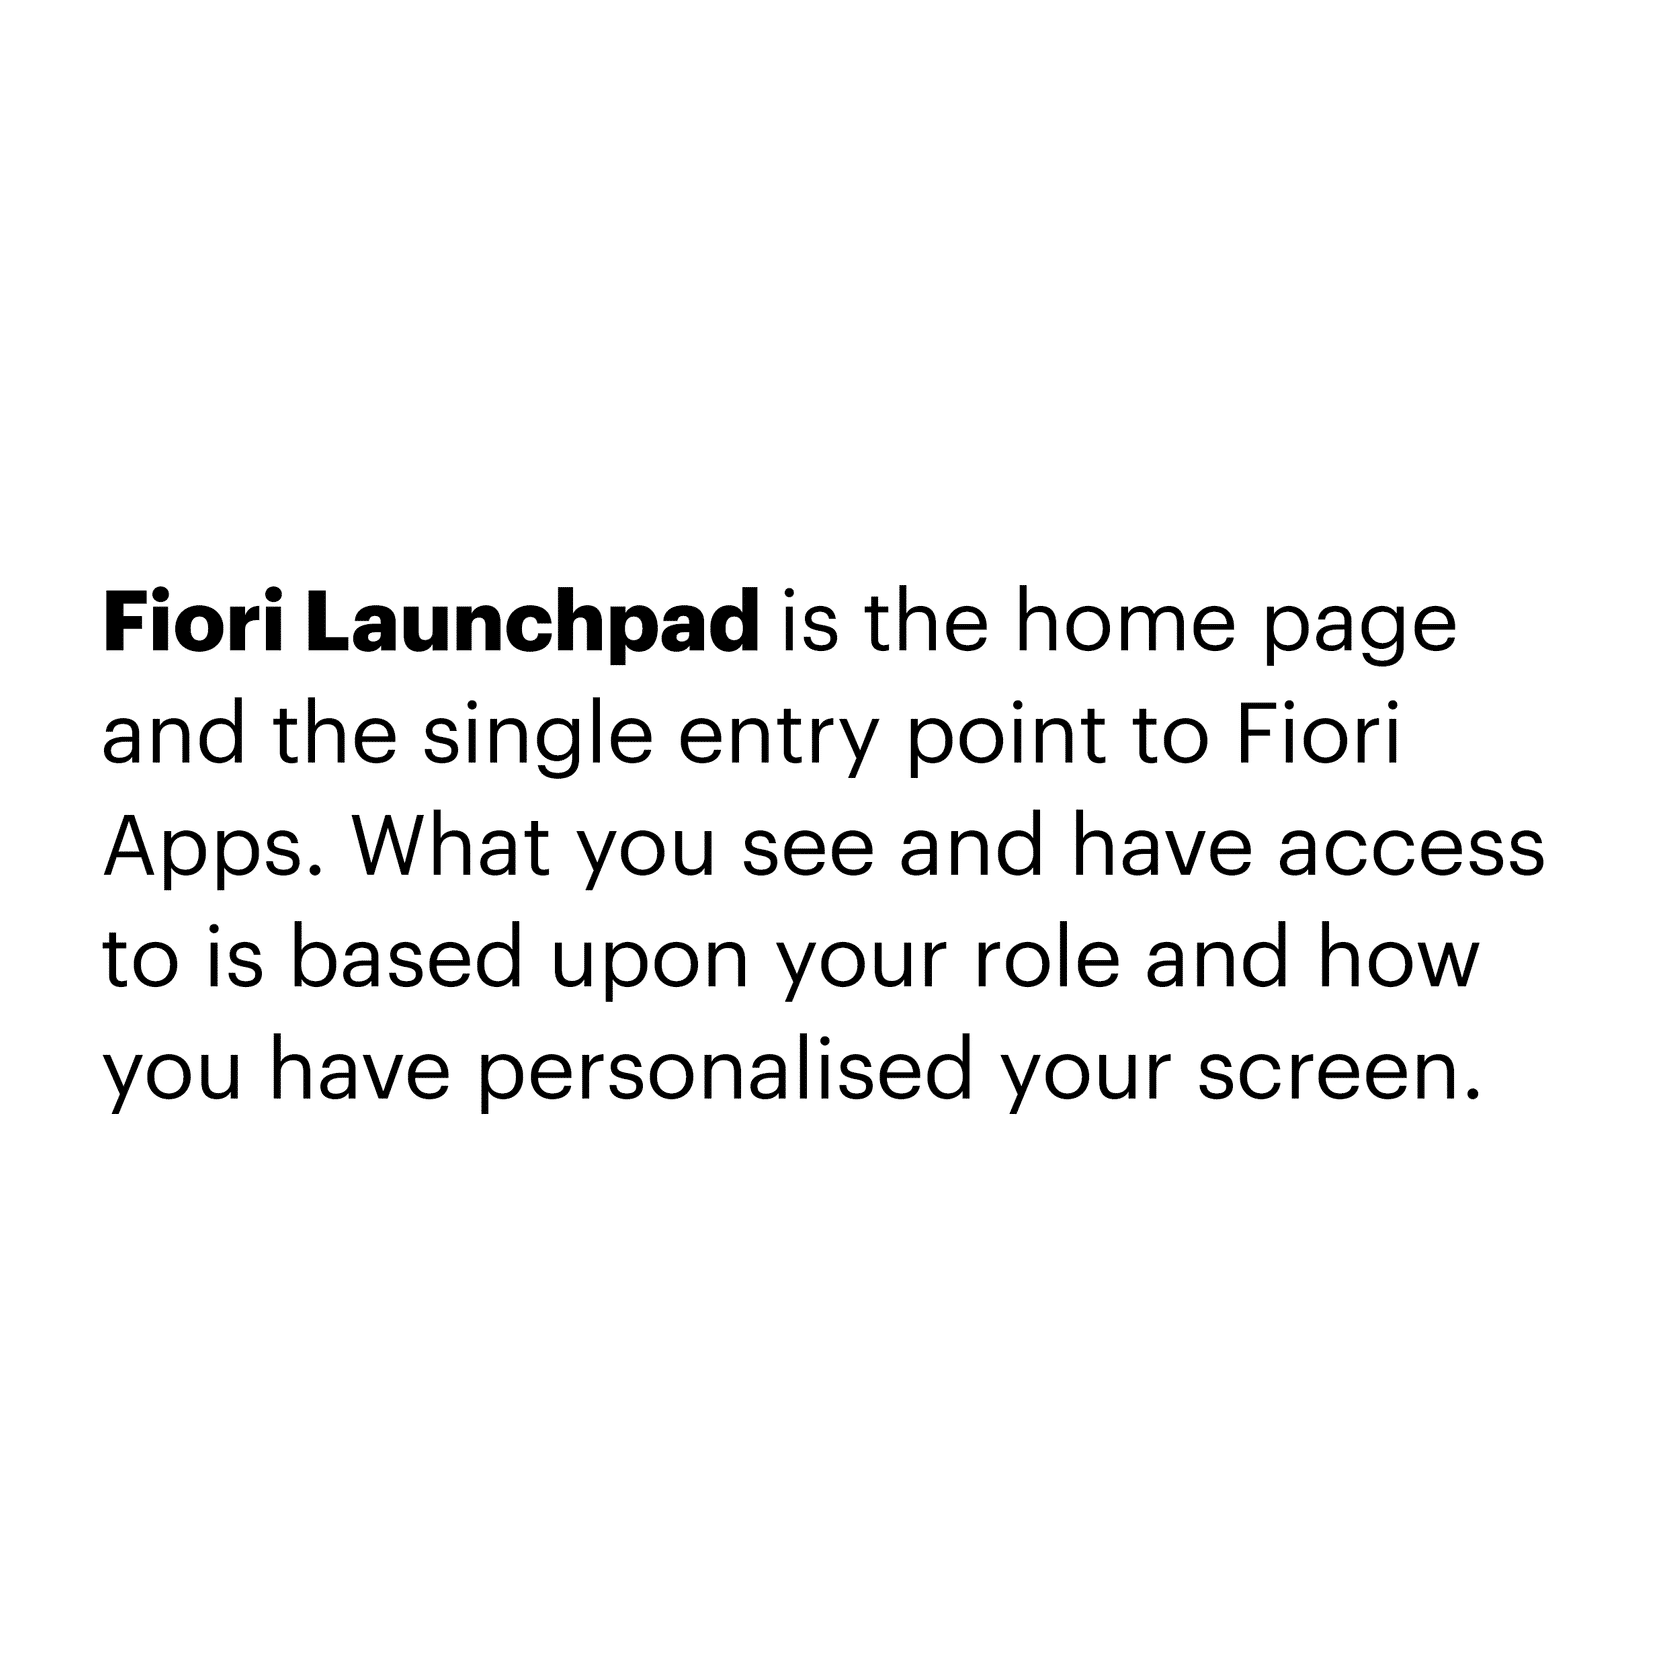 Fiori Launchpad is the home page
and the single entry point to Fiori
Apps. What you see and have access
to is based upon your role and how
you have personalised your screen.